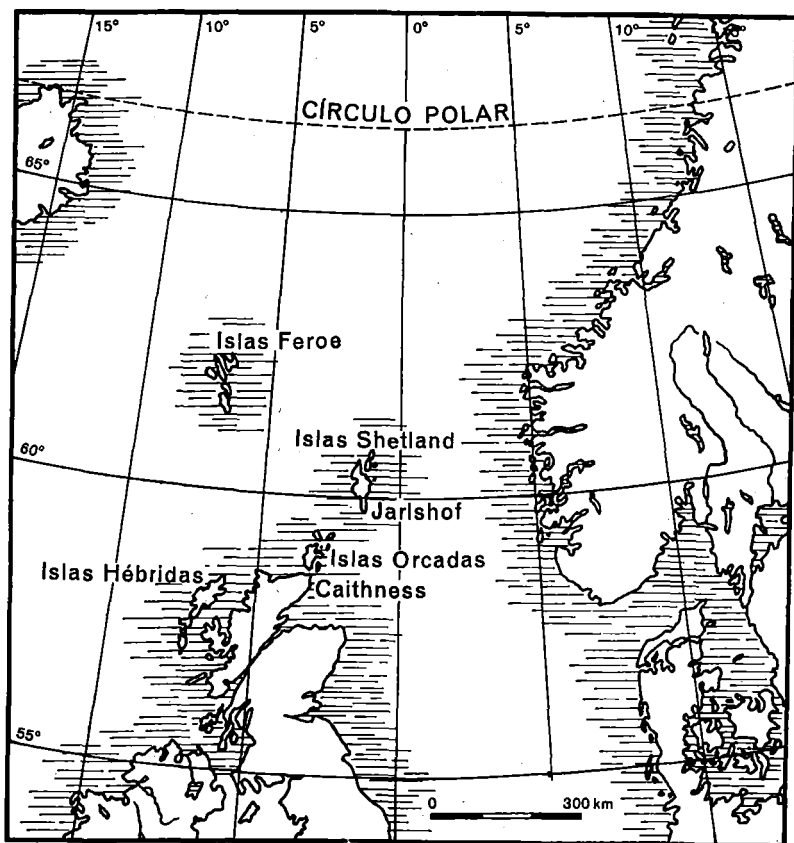 15° 10° 5° 0° 5° 10°
CÍRCULO POLAR
65°
Islas Feroe
Islas Shetland
60°
Jarlshof
Islas Orcadas
Islas Hébridas
Caithness
55°
0 300 km